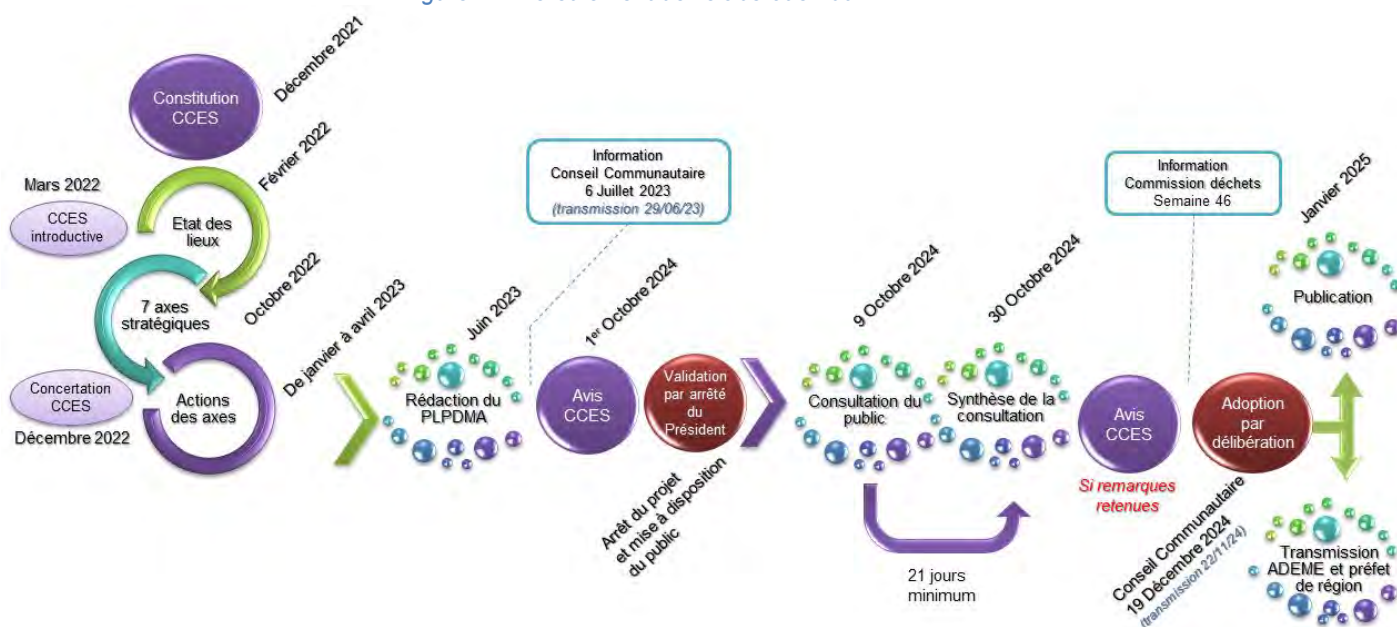 Décembre 2021
Constitution
CCES
Février 2022
Mars 2022
CCES
introductive
Etat des
lieux
Octobre 2022
7 axes
stratégiques
De janvier à avril 2023
Concertation
CCES
Décembre 2022
Actions
des axes
Juin 2023
Rédaction du
PLPDMA
Information
Conseil Communautaire
6 Juillet 2023
(transmission 29/06/23)
1er Octobre 2024
Avis
CCES
Validation
par arrêté
du
Président
Arrêt du projet
et mise à disposition
du public
9 Octobre 2024
Consultation du
public
30 Octobre 2024
Synthèse de la
consultation
21 jours
minimum
Avis
CCES
Si remarques
retenues
Information
Commission déchets
Semaine 46
Adoption
par
délibération
Conseil Communautaire
19 Décembre 2024
(transmission 22/11/24)
Janvier 2025
Publication
Transmission
ADEME et préfet
de région